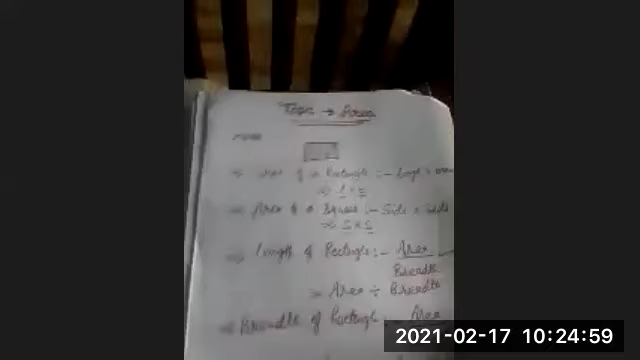 Topic → Area
⇒ Area of a Rectangle :- Length ×
⇒ l × b
⇒ Area of a Square :- Side × Side
⇒ S × S
⇒ Length of Rectangle :- Area
Breadth
= Area ÷ Breadth
⇒ Breadth of Rectangle Area
2021-02-17 10:24:59